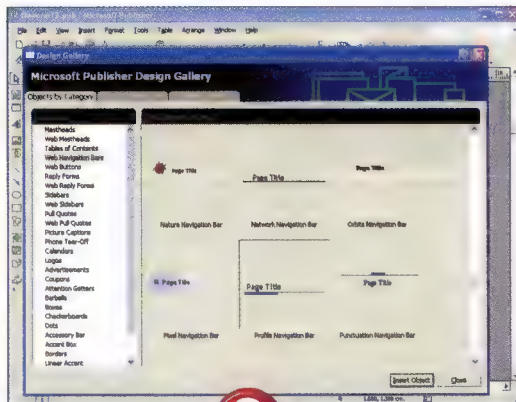 Microsoft Publisher
File Edit View Insert Format Tools Table Arrange Window Help
Design Gallery
Microsoft Publisher Design Gallery
Objects by Category
Mastheads
Web Mastheads
Tables of Contents
Web Navigation Bars
Web Buttons
Reply Forms
Web Reply Forms
Sidebars
Web Sidebars
Pull Quotes
Web Pull Quotes
Picture Captions
Phone Tear-Off
Calendars
Logos
Advertisements
Coupons
Attention Getters
Barbells
Boxes
Checkerboards
Dots
Accessory Bar
Accent Box
Borders
Linear Accent
Page Title
Page Title
Page Title
Nature Navigation Bar
Network Navigation Bar
Orbits Navigation Bar
Page Title
Page Title
Page Title
Pixel Navigation Bar
Profile Navigation Bar
Punctuation Navigation Bar
Insert Object
Close